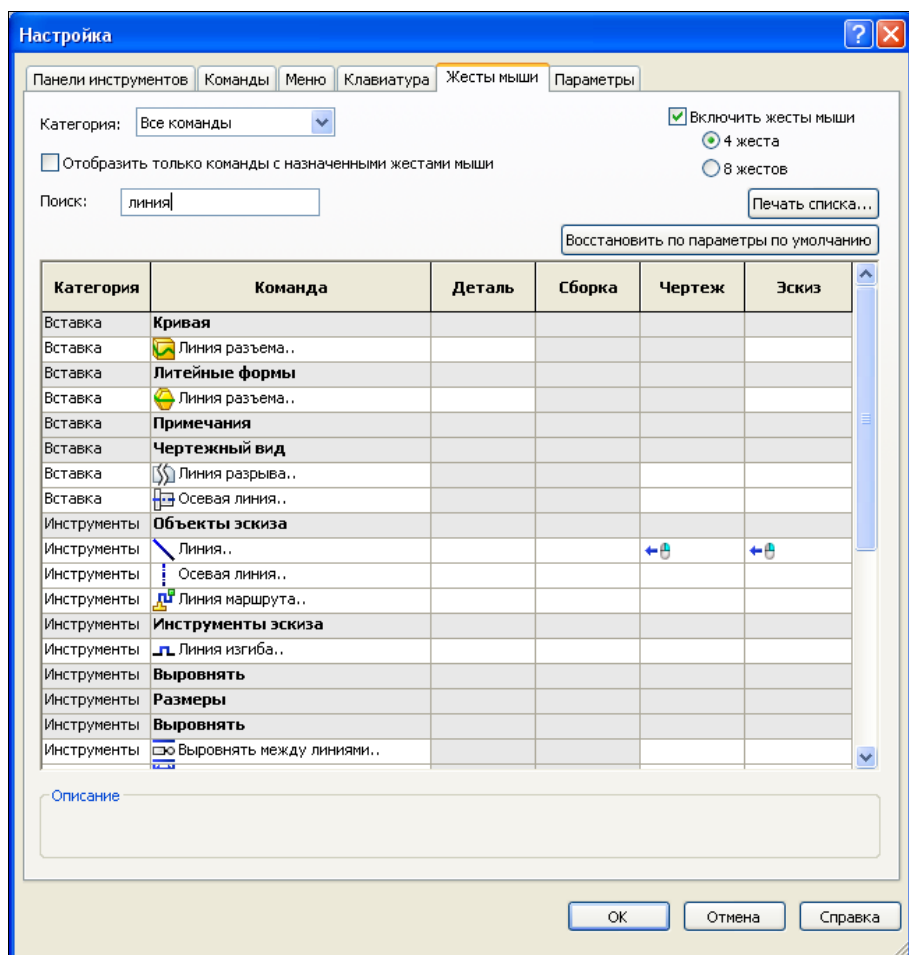 Настройка
Панели инструментов Команды Меню Клавиатура Жесты мыши Параметры
Категория: Все команды
Включить жесты мыши
4 жеста
Отобразить только команды с назначенными жестами мыши
8 жестов
Поиск: линия
Печать списка...
Восстановить по параметры по умолчанию
Категория Команда Деталь Сборка Чертеж Эскиз
Вставка Кривая
Вставка Линия разъема..
Вставка Литейные формы
Вставка Линия разъема..
Вставка Примечания
Вставка Чертежный вид
Вставка Линия разрыва..
Вставка Осевая линия..
Инструменты Объекты эскиза
Инструменты Линия..
Инструменты Осевая линия..
Инструменты Линия маршрута..
Инструменты Инструменты эскиза
Инструменты Линия изгиба..
Инструменты Выровнять
Инструменты Размеры
Инструменты Выровнять
Инструменты Выровнять между линиями..
Описание
ОК Отмена Справка